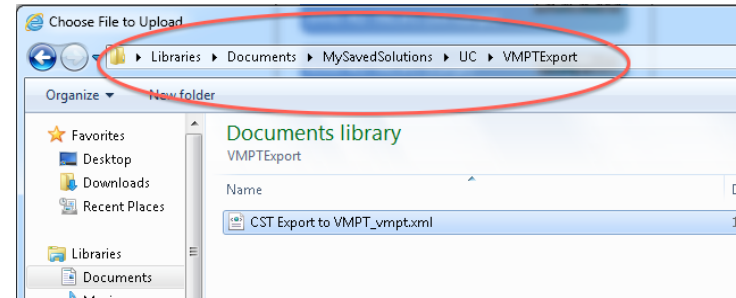 Choose File to Upload
Libraries Documents MySavedSolutions UC VMPTExport
Organize New folder
Favorites
Desktop
Downloads
Recent Places
Libraries
Documents
Documents library
VMPTExport
Name
CST Export to VMPT_vmpt.xml